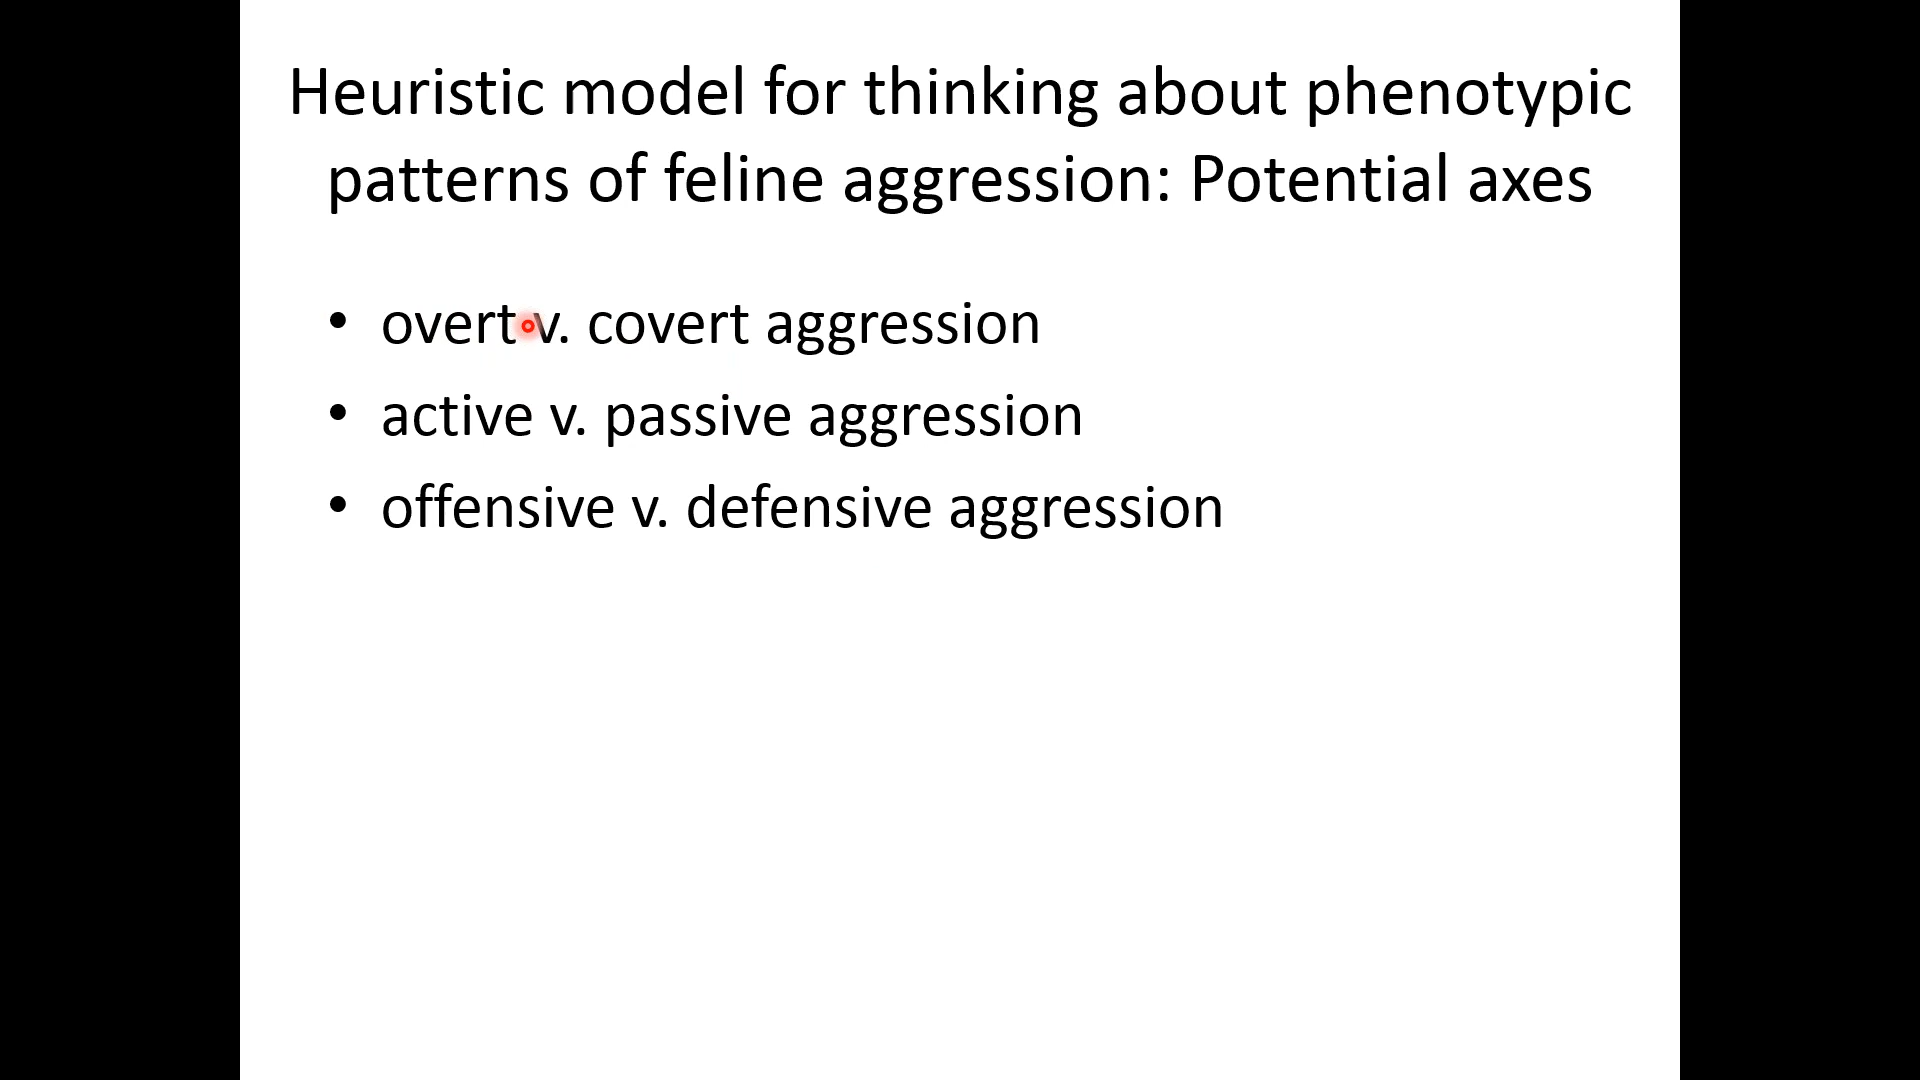 Heuristic model for thinking about phenotypic
patterns of feline aggression: Potential axes
• overt v. covert aggression
• active v. passive aggression
• offensive v. defensive aggression